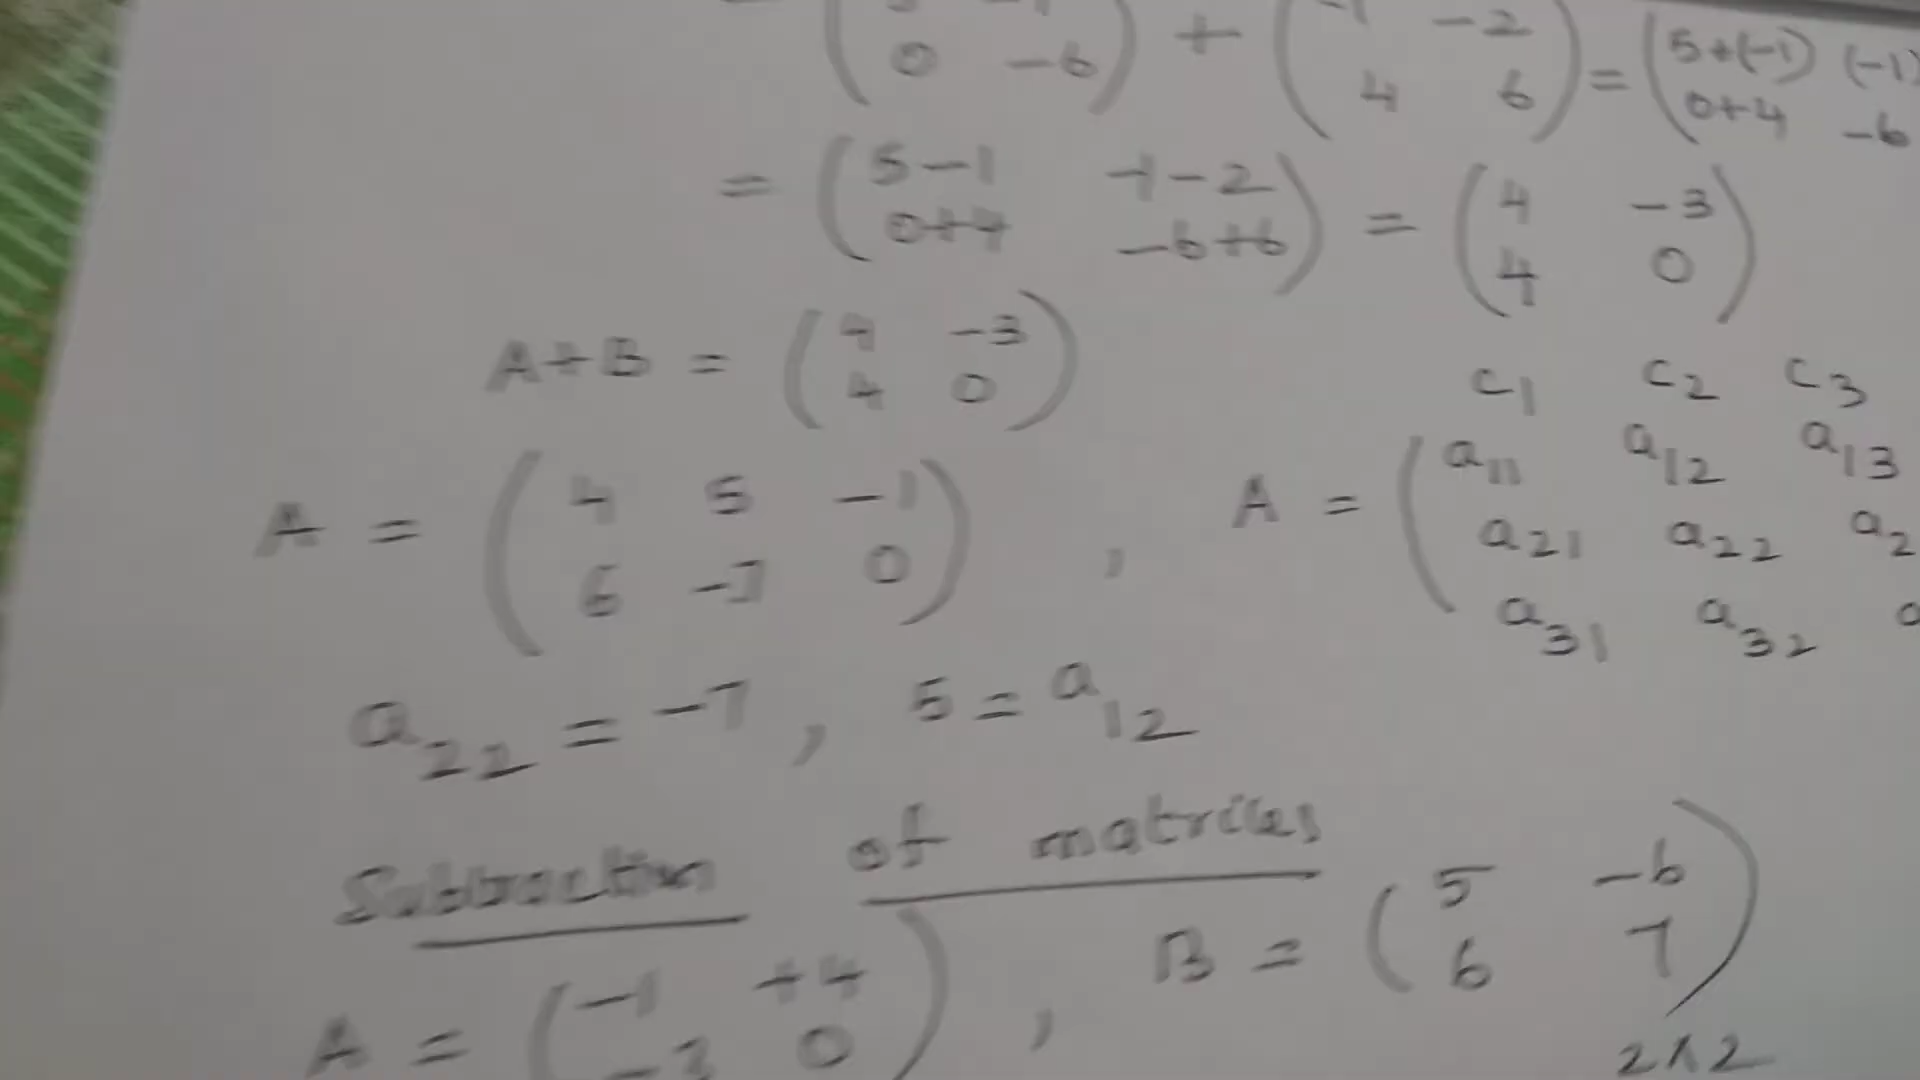 0 -6 + -2 = 5+(-1) (-1)
4 6 0+4 -6
= ( 5-1 -1-2 ) = ( 4 -3 )
0+4 -6+6 4 0
A+B = ( 4 -3 )
4 0
c1 c2 c3
A = ( 4 5 -1 ) , A = ( a11 a12 a13
6 -7 0 a21 a22 a2
a31 a32 a
a22 = -7 , 5 = a12
Subtraction of matrices
A = ( -1 +4 ) , B = ( 5 -6 )
0 6 7
2x2